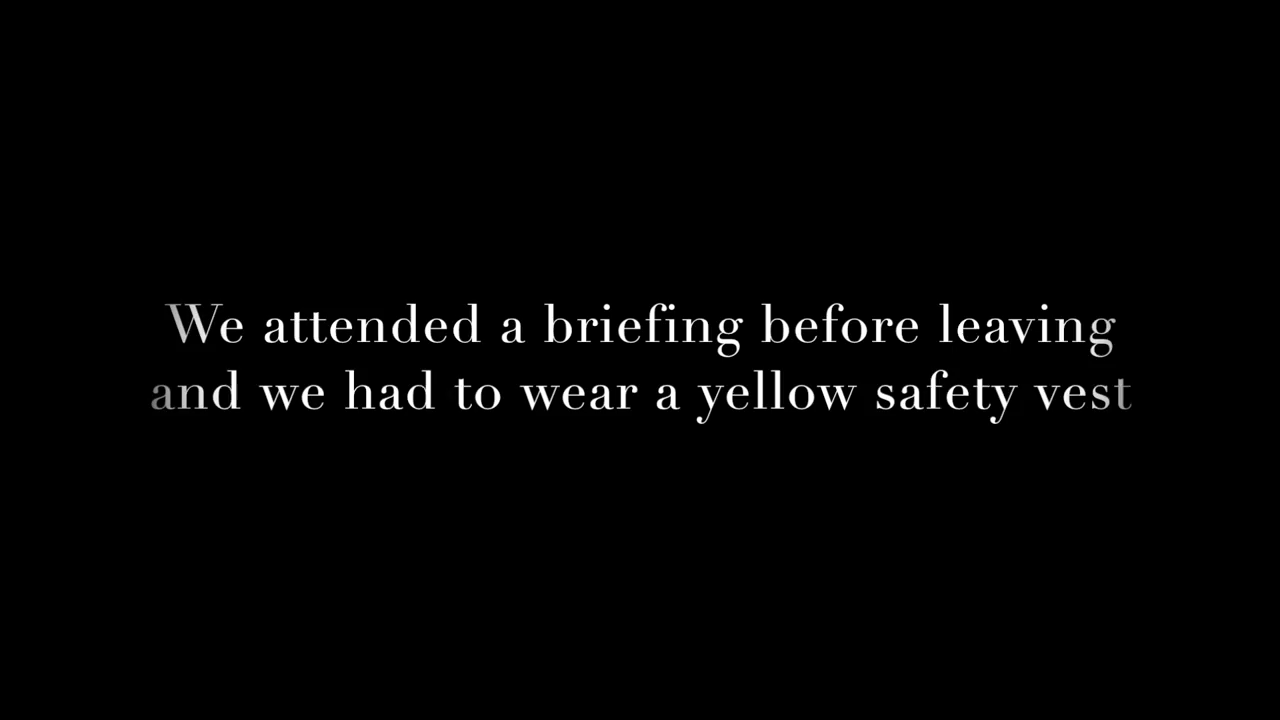 We attended a briefing before leaving
and we had to wear a yellow safety vest